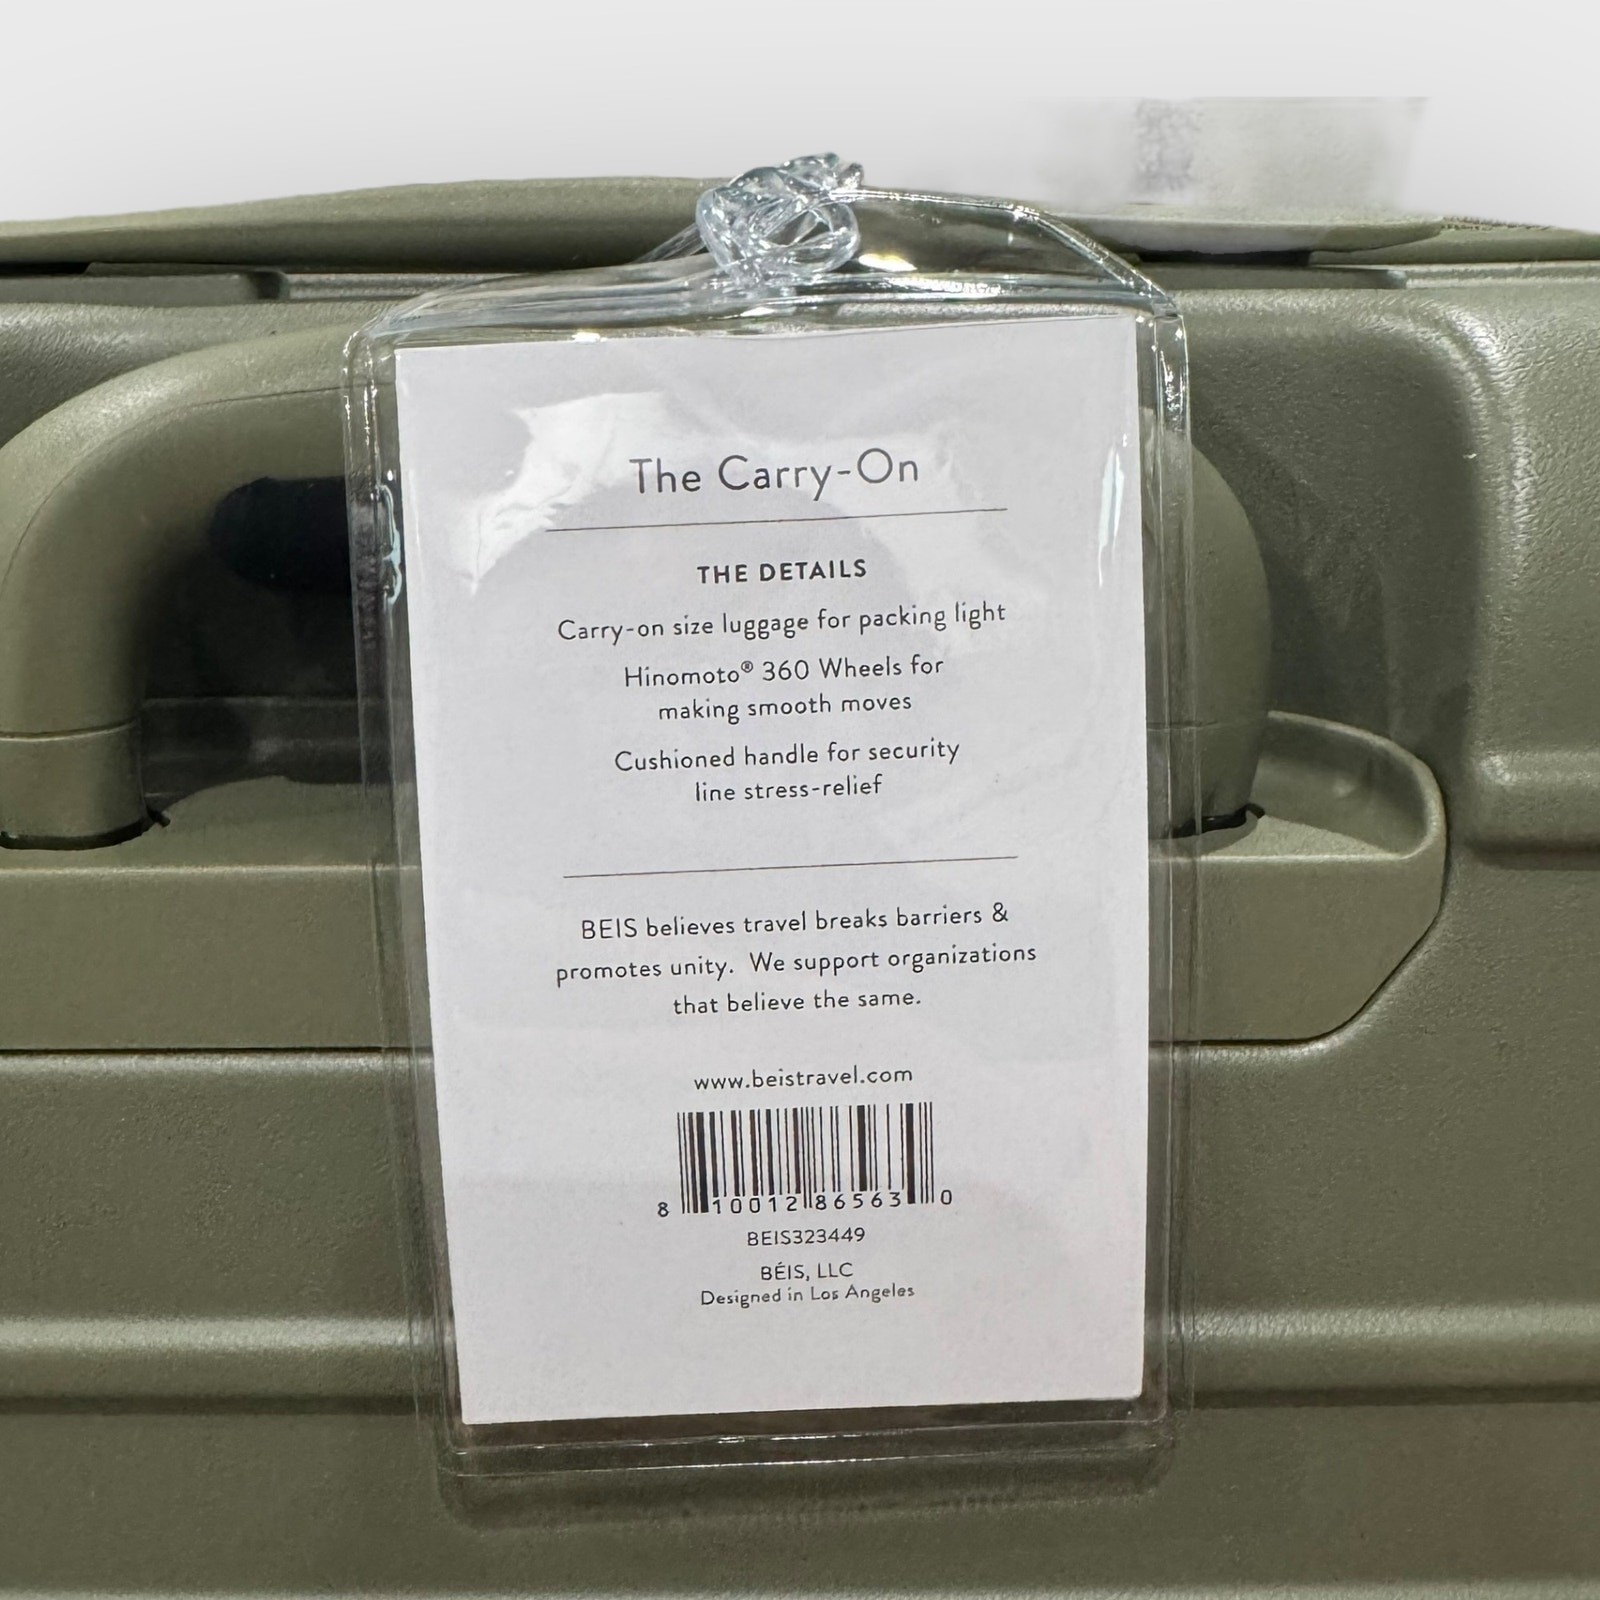 The Carry-On
THE DETAILS
Carry-on size luggage for packing light
Hinomoto® 360 Wheels for
making smooth moves
Cushioned handle for security
line stress-relief
BEIS believes travel breaks barriers &
promotes unity. We support organizations
that believe the same.
www.beistravel.com
8 10012 86563 0
BEIS323449
BÉIS, LLC
Designed in Los Angeles